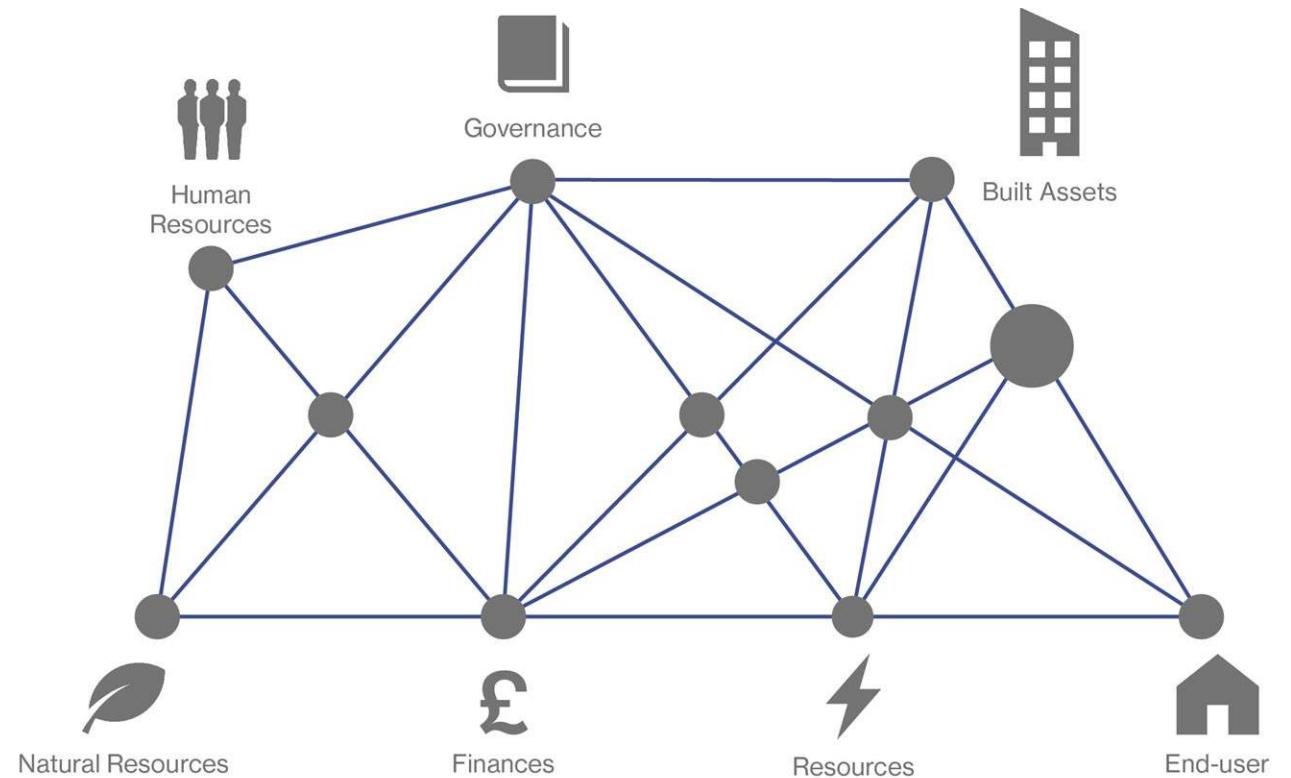 Governance
Human
Resources
Built Assets
£
Natural Resources
Finances
Resources
End-user